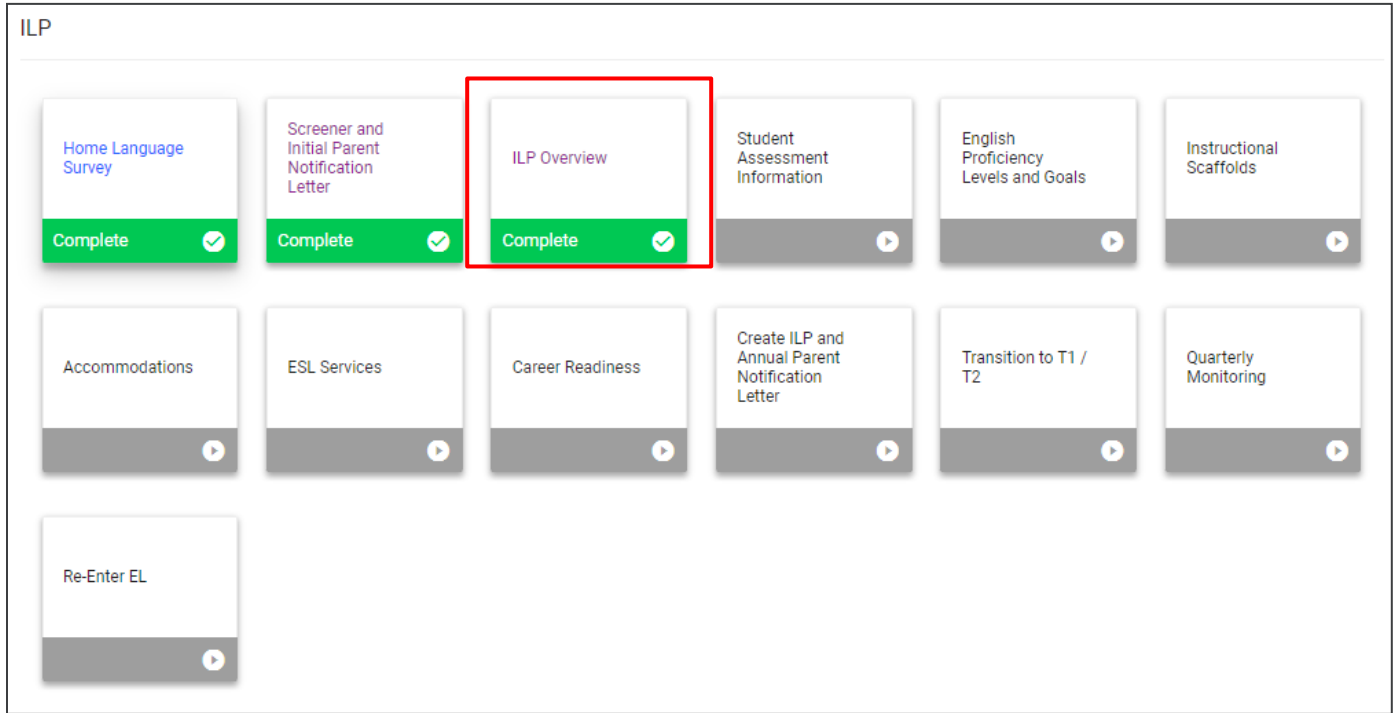 ILP
Home Language
Survey
Complete
Screener and
Initial Parent
Notification
Letter
Complete
ILP Overview
Complete
Student
Assessment
Information
English
Proficiency
Levels and Goals
Instructional
Scaffolds
Accommodations
ESL Services
Career Readiness
Create ILP and
Annual Parent
Notification
Letter
Transition to T1 /
T2
Quarterly
Monitoring
Re-Enter EL